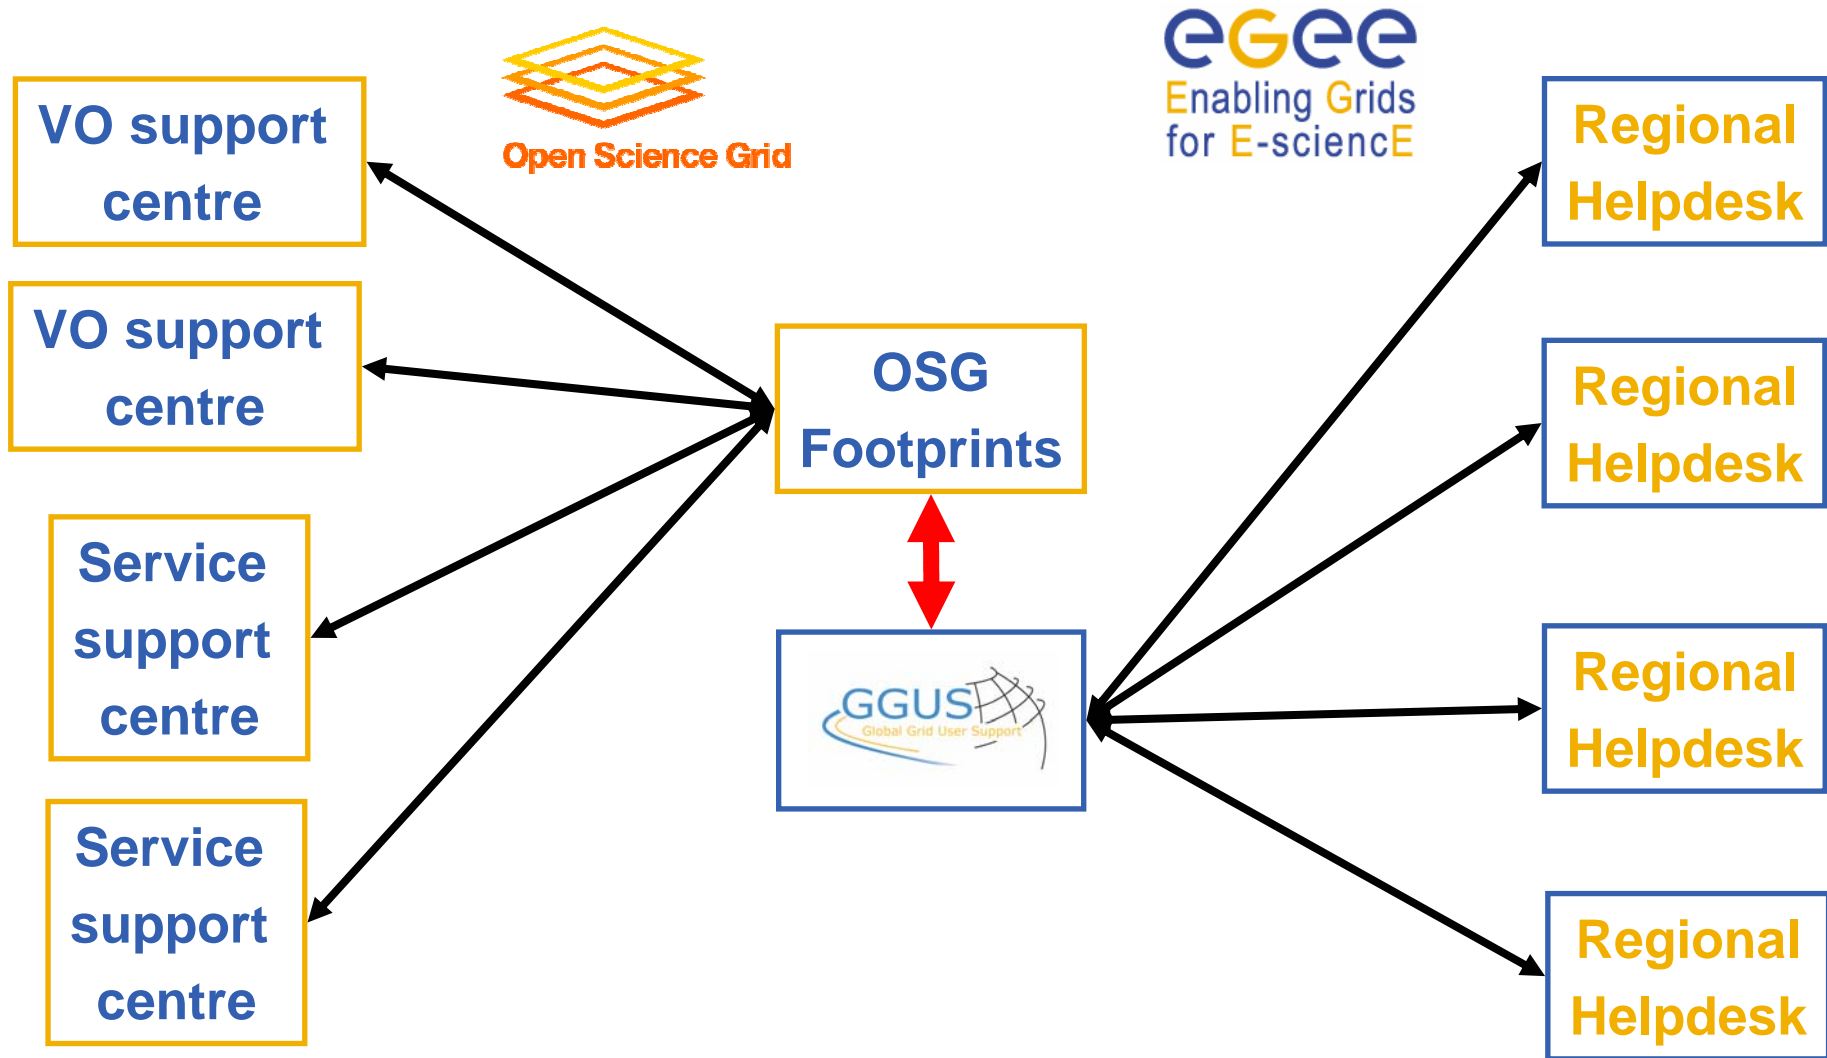 Open Science Grid
eGee
Enabling Grids
for E-sciencE
VO support
centre
VO support
centre
Service
support
centre
Service
support
centre
OSG
Footprints
GGUS
Global Grid User Support
Regional
Helpdesk
Regional
Helpdesk
Regional
Helpdesk
Regional
Helpdesk